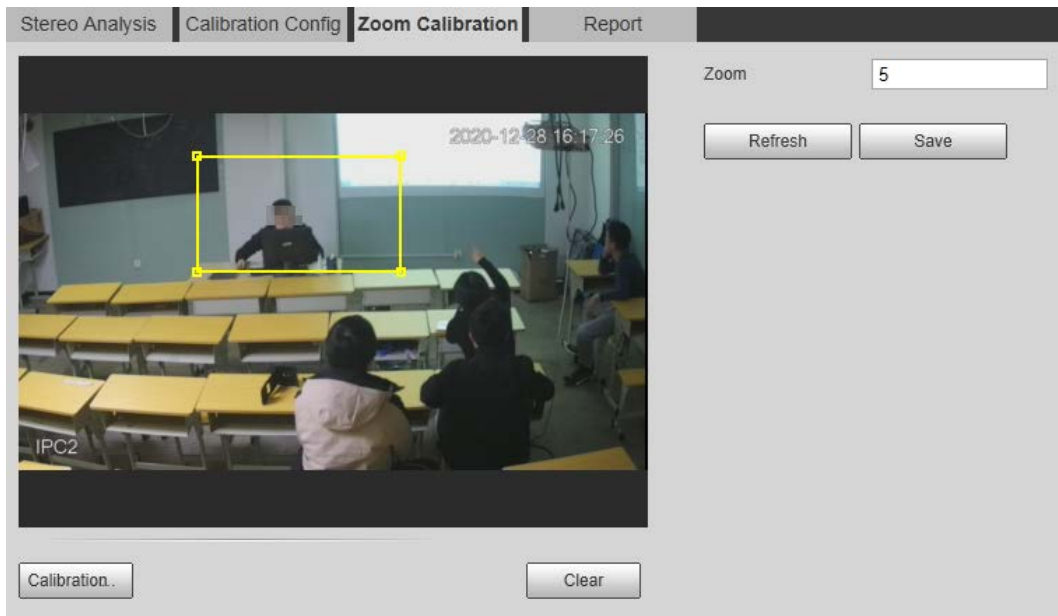 Stereo Analysis Calibration Config Zoom Calibration Report
Zoom 5
2020-12-28 16:17:26
Refresh Save
IPC2
Calibration.. Clear